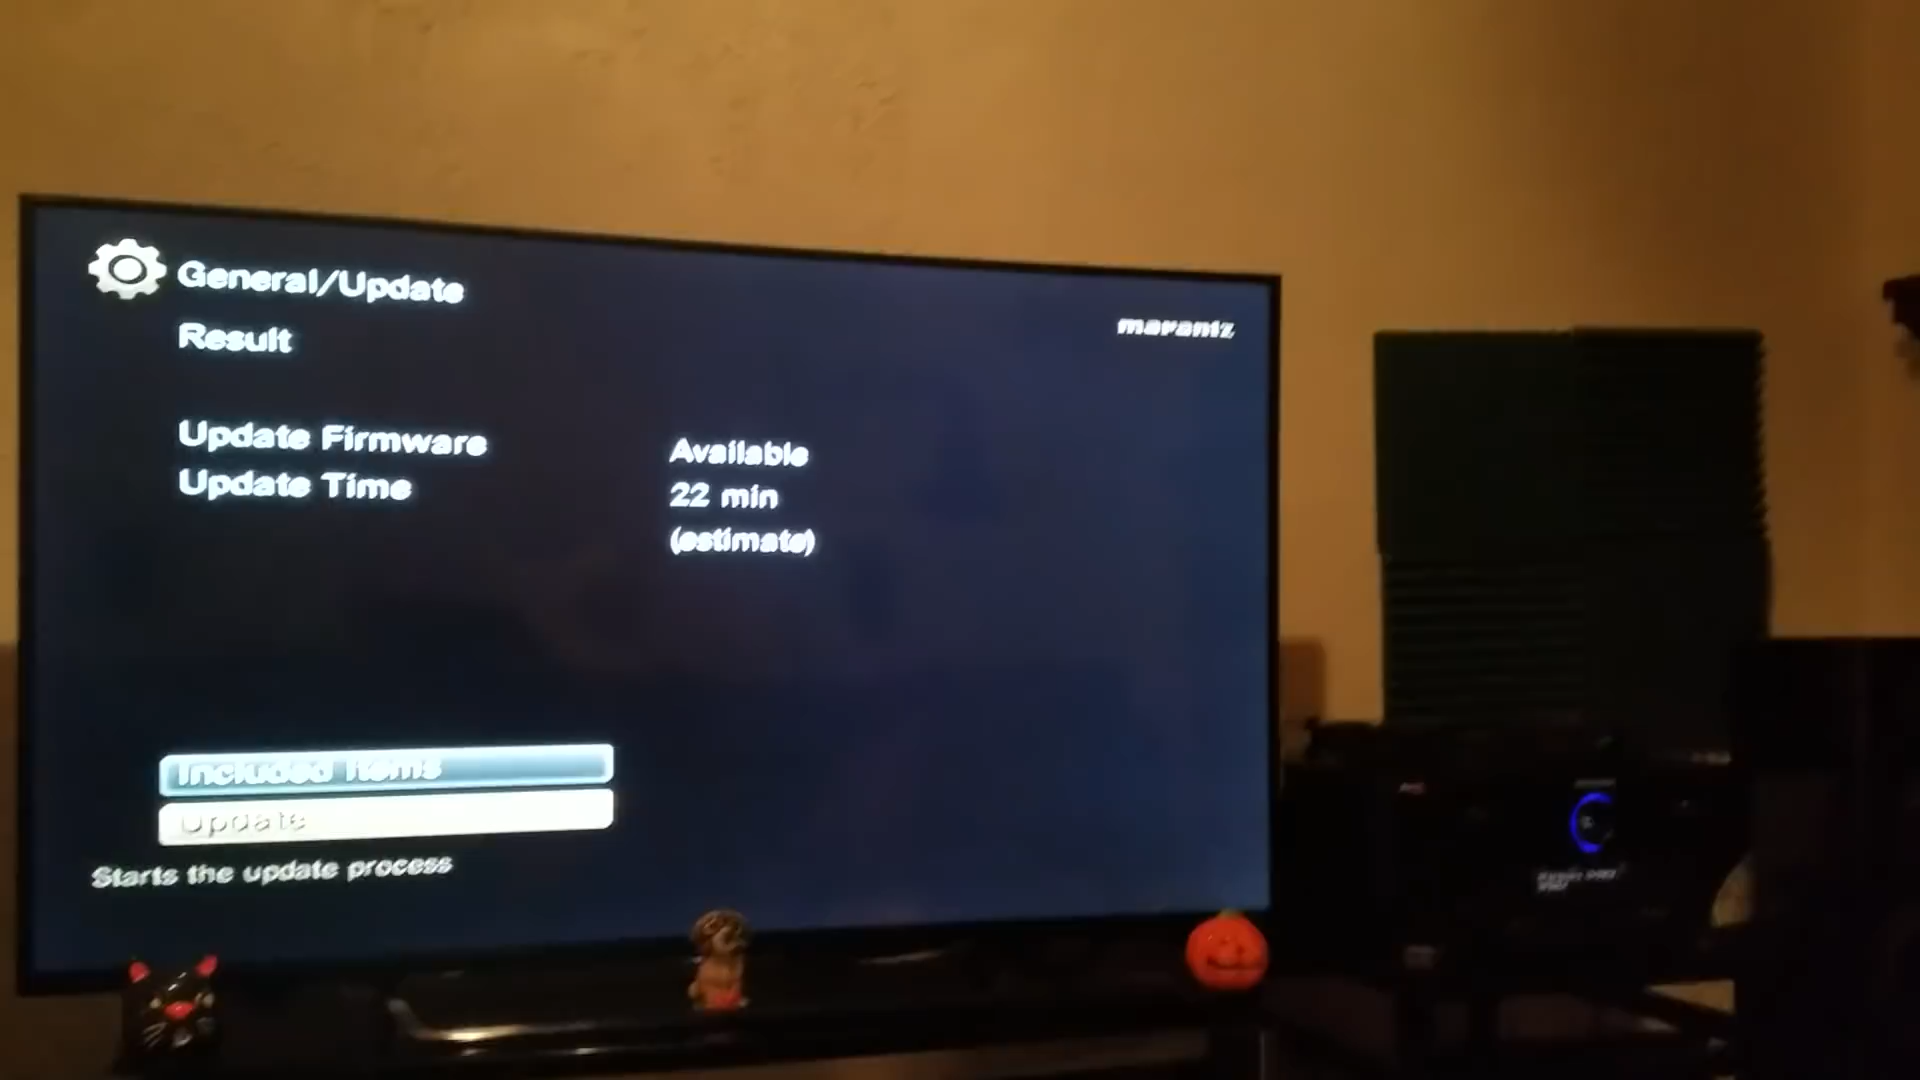 General/Update
marantz
Result
Update Firmware Available
Update Time 22 min
(estimate)
Included Items
Update
Starts the update process